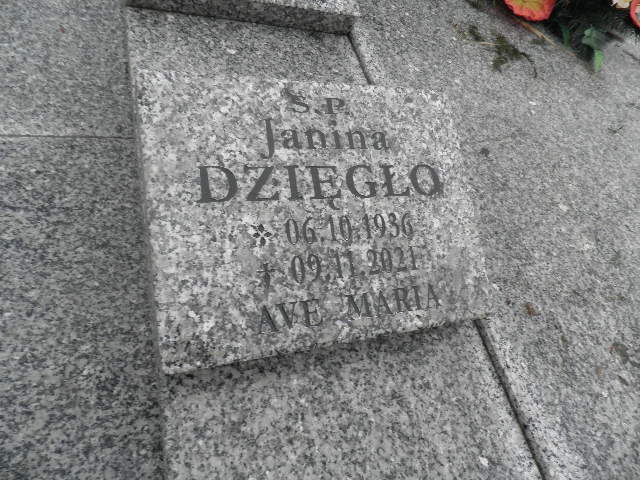 Ś.P.
Janina
DZIĘGŁO
* 06.10.1936
† 09.11.2021
AVE MARIA